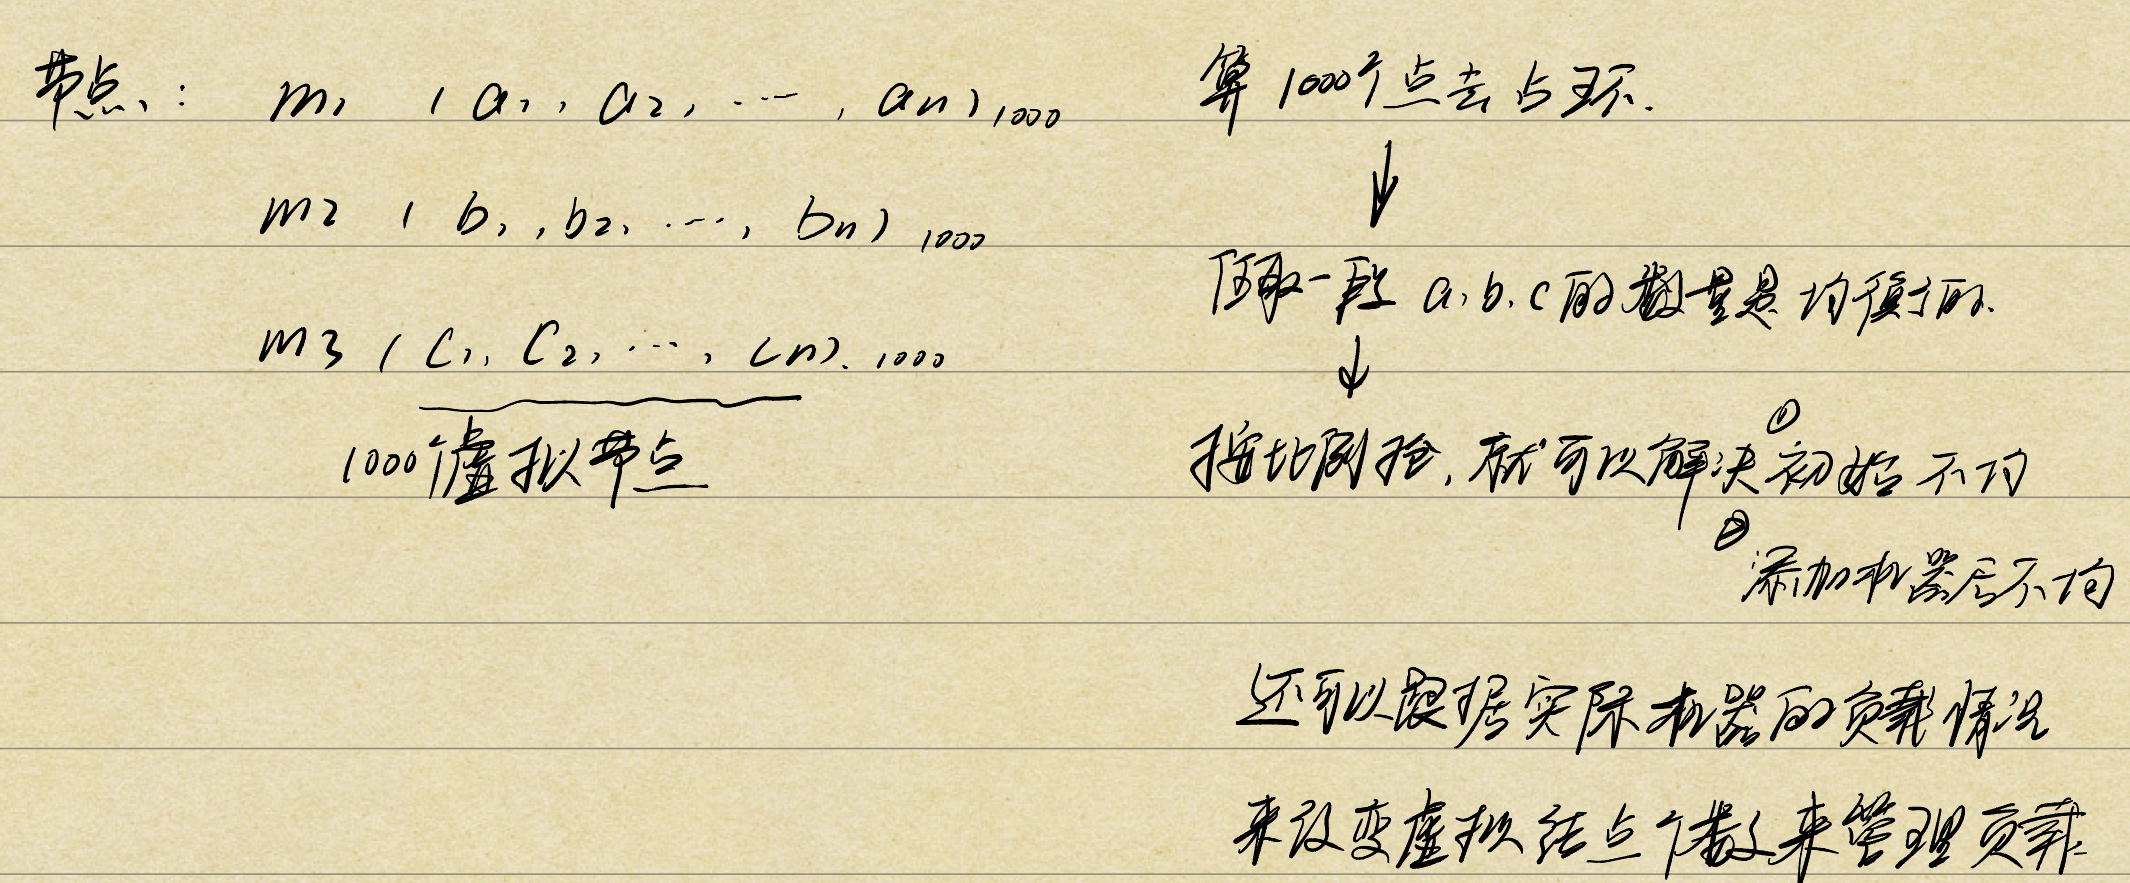 节点: m1 (a1, a2, ..., an)1000
m2 (b1, b2, ..., bn)1000
m3 (c1, c2, ..., cn). 1000
1000个虚拟节点
算1000个点去占环.
↓
任取一段 a, b, c的数量是均衡的.
↓
按比例抢, 就可以解决①初始不均
②添加机器后不均
还可以根据实际机器的负载情况
来改变虚拟结点个数来管理负载